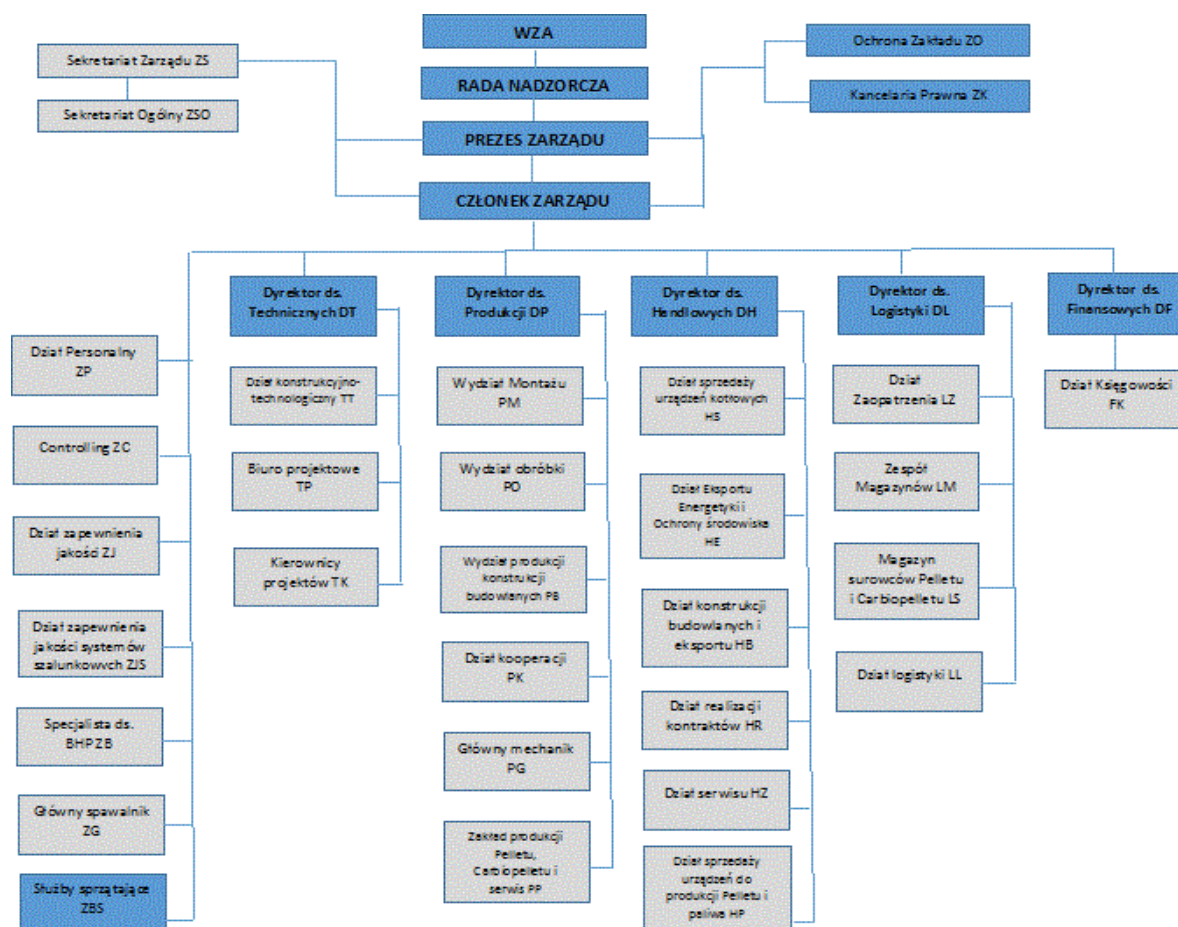 WZA
RADA NADZORCZA
PREZES ZARZĄDU
CZŁONEK ZARZĄDU
Sekretariat Zarządu ZS
Sekretariat Ogólny ZSO
Ochrona Zakładu ZO
Kancelaria Prawna ZK
Dział Personalny
ZP
Controlling ZC
Dział zapewnienia
jakości ZJ
Dział zapewnienia
jakości systemów
szalunkowych ZJS
Specjalista ds.
BHP ZB
Główny spawalnik
ZG
Służby sprzątające
ZBS
Dyrektor ds.
Technicznych DT
Dział konstrukcyjno-
technologiczny TT
Biuro projektowe
TP
Kierownicy
projektów TK
Dyrektor ds.
Produkcji DP
Wydział Montażu
PM
Wydział obróbki
PO
Wydział produkcji
konstrukcji
budowlanych PB
Dział kooperacji
PK
Główny mechanik
PG
Zakład produkcji
Pelletu,
Carbiopelletu i
serwis PP
Dyrektor ds.
Handlowych DH
Dział sprzedaży
urządzeń kotłowych
HS
Dział Eksportu
Energetyki i
Ochrony środowiska
HE
Dział konstrukcji
budowlanych i
eksportu HB
Dział realizacji
kontraktów HR
Dział serwisu HZ
Dział sprzedaży
urządzeń do
produkcji Pelletu i
paliwa HP
Dyrektor ds.
Logistyki DL
Dział
Zaopatrzenia LZ
Zespół
Magazynów LM
Magazyn
surowców Pelletu
i Carbiopelletu LS
Dział logistyki LL
Dyrektor ds.
Finansowych DF
Dział Księgowości
FK